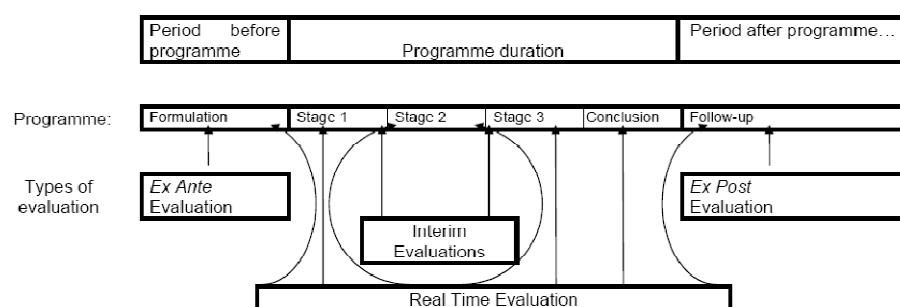 Period before
programme
Programme duration
Period after programme…
Programme:
Formulation
Stage 1
Stage 2
Stage 3
Conclusion
Follow-up
Types of
evaluation
Ex Ante
Evaluation
Interim
Evaluations
Ex Post
Evaluation
Real Time Evaluation